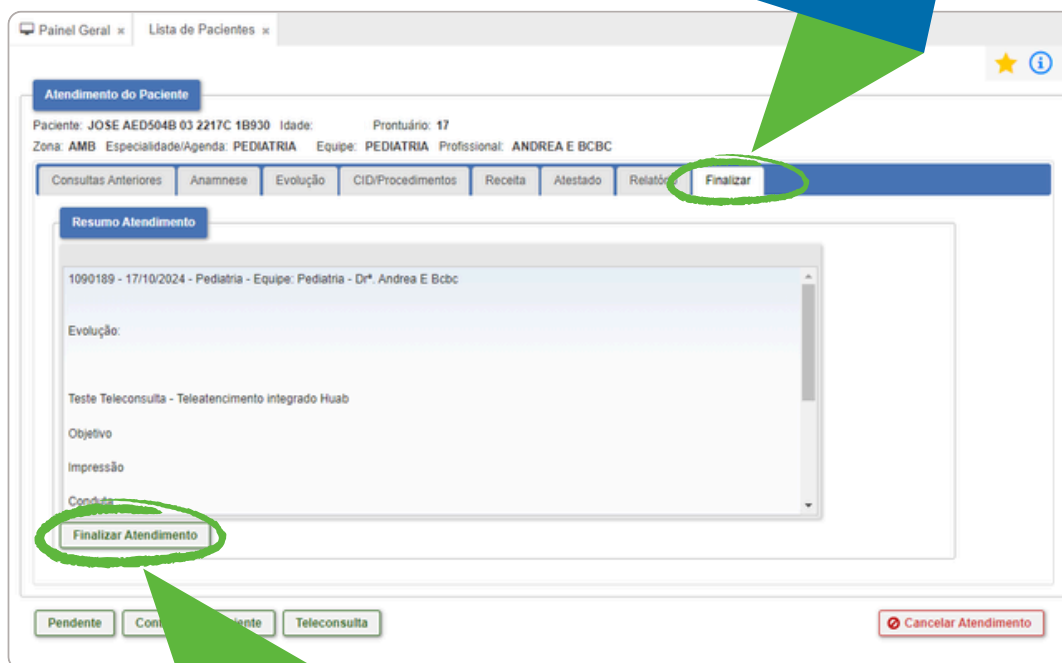 Painel Geral × Lista de Pacientes ×
Atendimento do Paciente
Paciente: JOSE AED504B 03 2217C 1B930 Idade: Prontuário: 17
Zona: AMB Especialidade/Agenda: PEDIATRIA Equipe: PEDIATRIA Profissional: ANDREA E BCBC
Consultas Anteriores Anamnese Evolução CID/Procedimentos Receita Atestado Relatório Finalizar
Resumo Atendimento
1090189 - 17/10/2024 - Pediatria - Equipe: Pediatria - Drª. Andrea E Bcbc
Evolução:
Teste Teleconsulta - Teleatencimento integrado Huab
Objetivo
Impressão
Conduta
Finalizar Atendimento
Pendente Teleconsulta Cancelar Atendimento